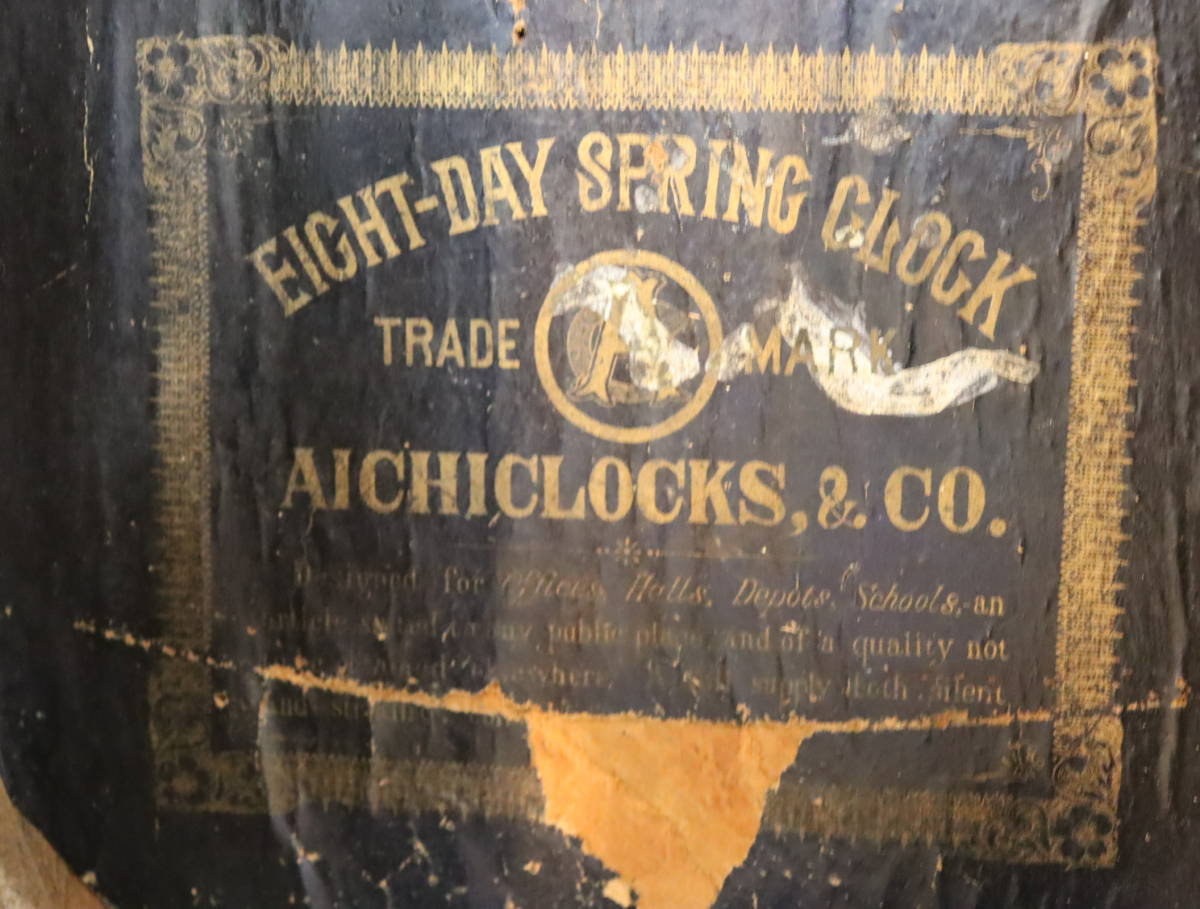 EIGHT-DAY SPRING CLOCK
TRADE A MARK
AICHICLOCKS, & CO.
Designed for Offices, Halls, Depots, Schools, an
public place and of a quality not
supply both silent